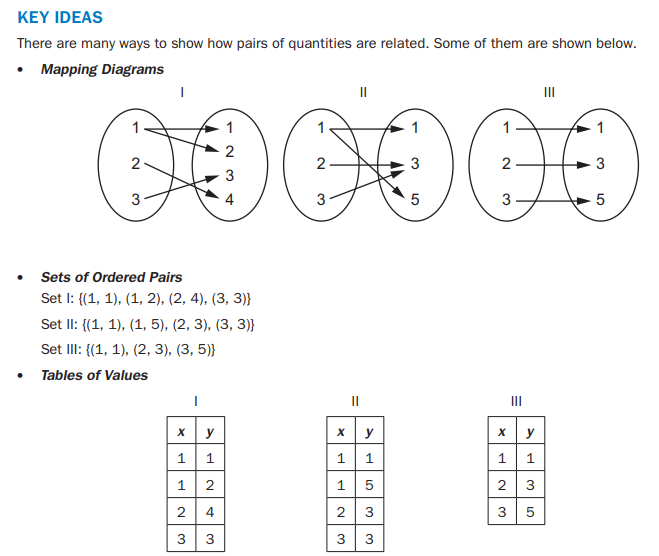 KEY IDEAS
There are many ways to show how pairs of quantities are related. Some of them are shown below.
• Mapping Diagrams
I II III
1 1 1 1 1 1
2 2 2 3 2 3
3 3 3 5 3 5
4
• Sets of Ordered Pairs
Set I: {(1, 1), (1, 2), (2, 4), (3, 3)}
Set II: {(1, 1), (1, 5), (2, 3), (3, 3)}
Set III: {(1, 1), (2, 3), (3, 5)}
• Tables of Values
I II III
x y x y x y
1 1 1 1 1 1
1 2 1 5 2 3
2 4 2 3 3 5
3 3 3 3